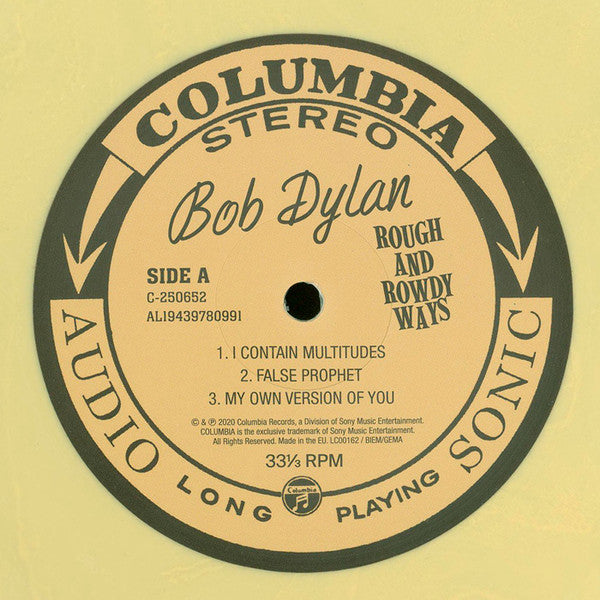 COLUMBIA
STEREO
Bob Dylan
ROUGH
AND
ROWDY
WAYS
SIDE A
C-250652
AL19439780991
1. I CONTAIN MULTITUDES
2. FALSE PROPHET
3. MY OWN VERSION OF YOU
© & ℗ 2020 Columbia Records, a Division of Sony Music Entertainment.
COLUMBIA is the exclusive trademark of Sony Music Entertainment.
All Rights Reserved. Made in the EU. LC00162 / BIEM/GEMA
33⅓ RPM
AUDIO
LONG
Columbia
PLAYING
SONIC